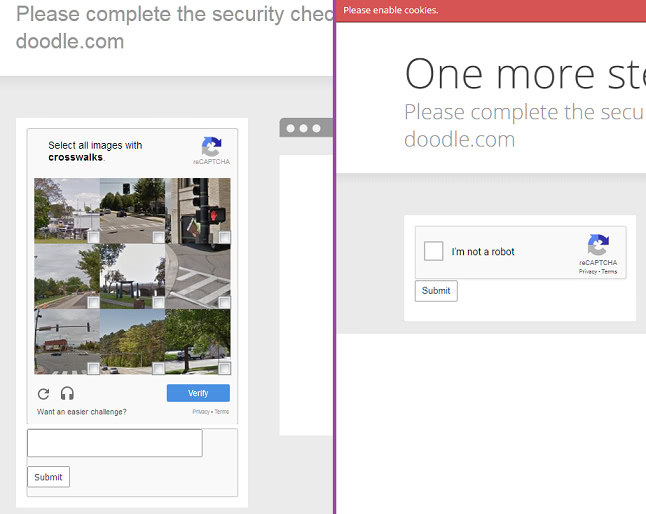 Please complete the security chec
doodle.com
Select all images with
crosswalks.
reCAPTCHA
Verify
Want an easier challenge?
Privacy • Terms
Submit
Please enable cookies.
One more ste
Please complete the secu
doodle.com
I'm not a robot
reCAPTCHA
Privacy • Terms
Submit